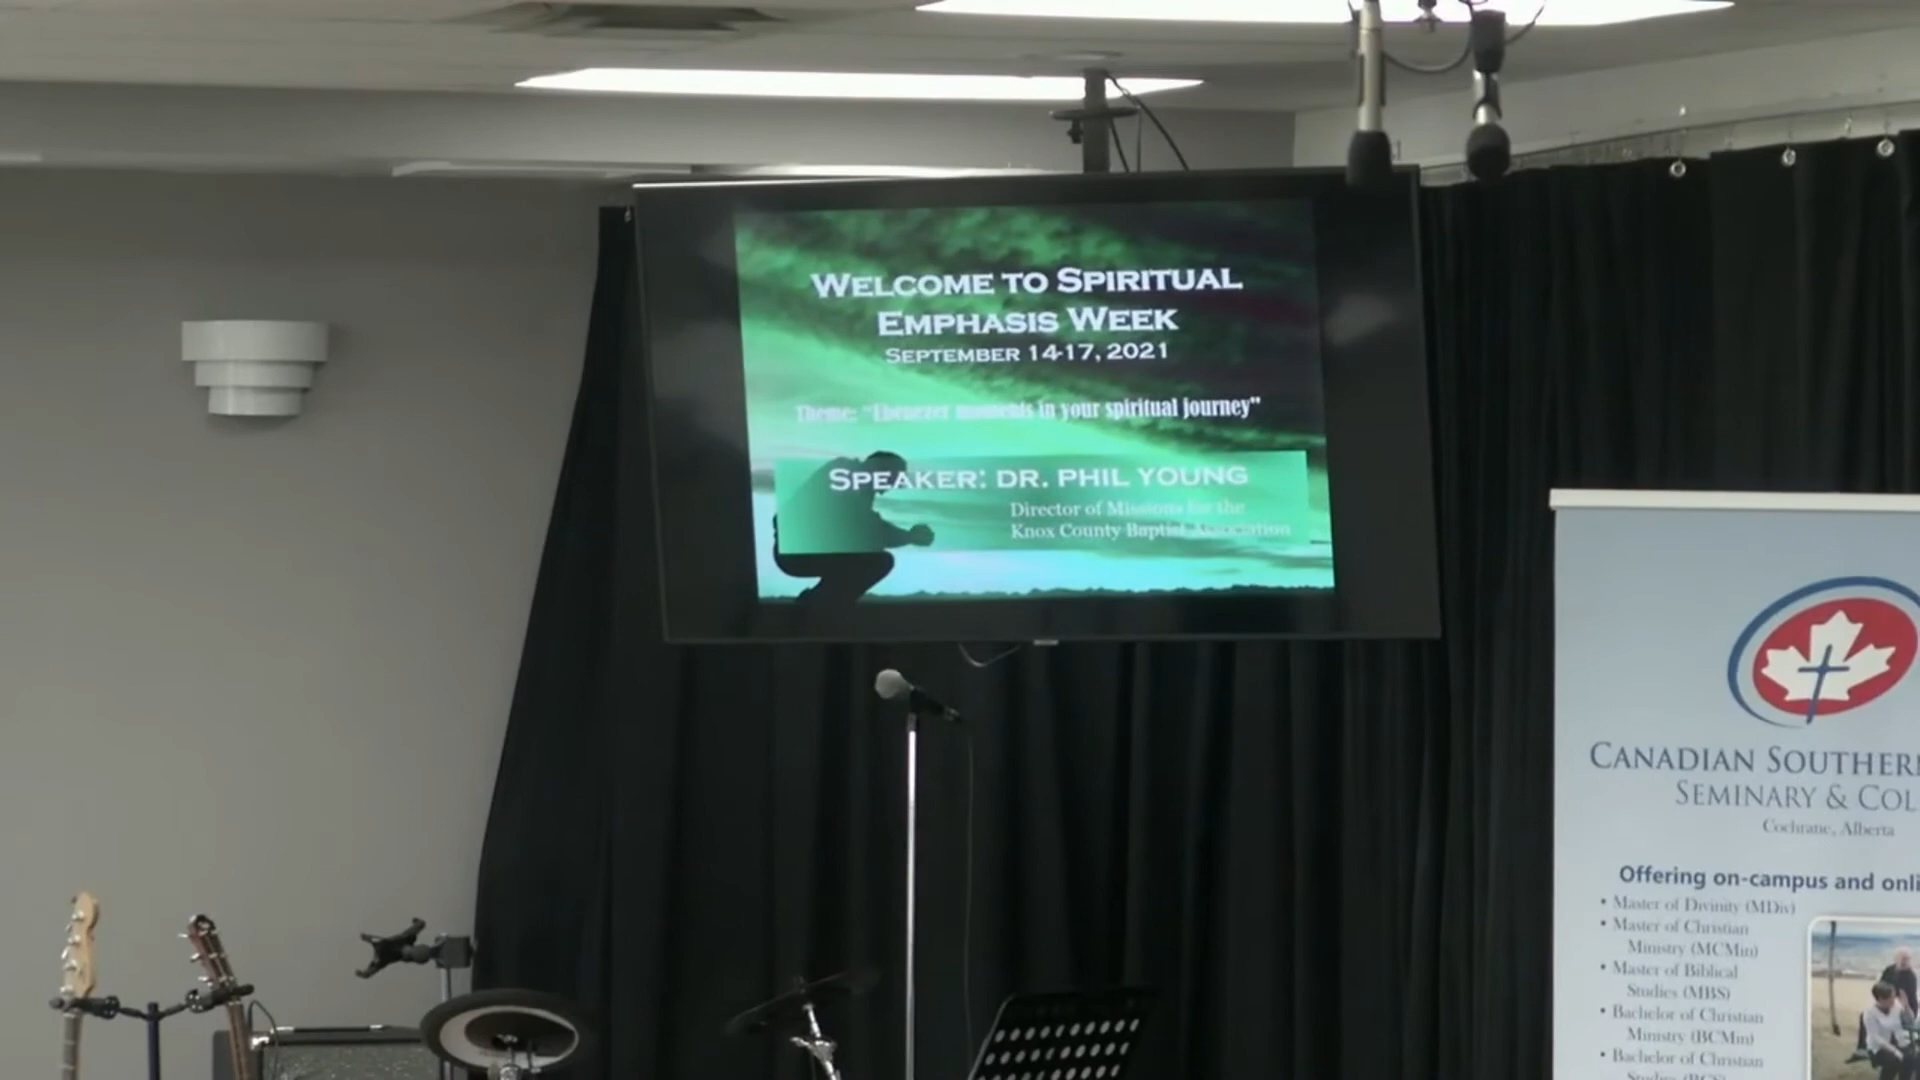 WELCOME TO SPIRITUAL
EMPHASIS WEEK
SEPTEMBER 14-17, 2021
Theme: "Ebenezer moments in your spiritual journey"
SPEAKER: DR. PHIL YOUNG
Director of Missions for the
Knox County Baptist Association
CANADIAN SOUTHERN
SEMINARY & COL
Cochrane, Alberta
Offering on-campus and onli
• Master of Divinity (MDiv)
• Master of Christian
Ministry (MCMin)
• Master of Biblical
Studies (MBS)
• Bachelor of Christian
Ministry (BCMin)
• Bachelor of Christian
Studies (BCS)